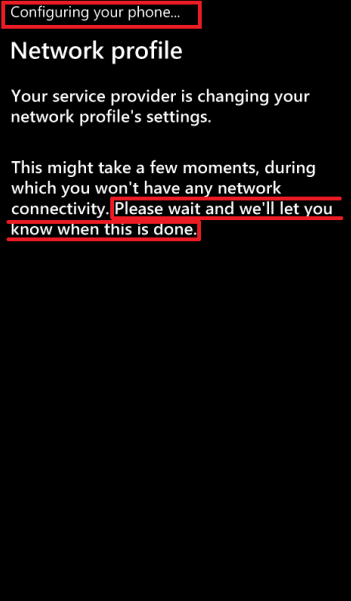 Configuring your phone...
Network profile
Your service provider is changing your
network profile's settings.
This might take a few moments, during
which you won't have any network
connectivity. Please wait and we'll let you
know when this is done.